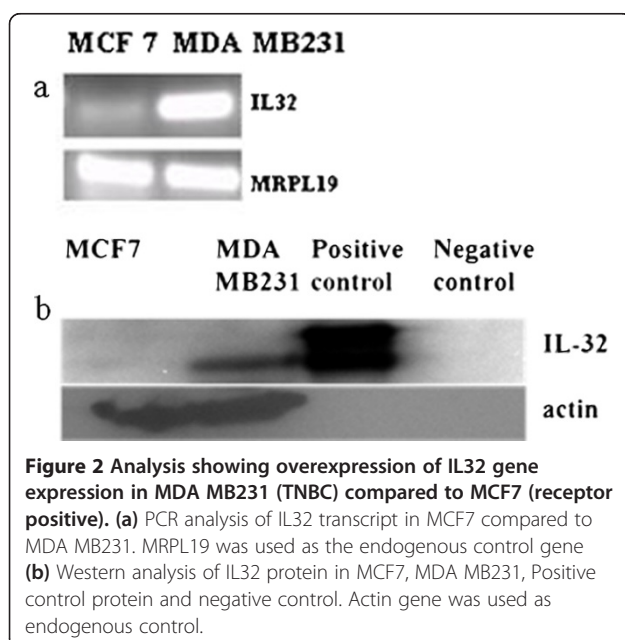 MCF 7 MDA MB231
a
IL32
MRPL19
MCF7 MDA Positive Negative
MB231 control control
b
IL-32
actin
Figure 2 Analysis showing overexpression of IL32 gene
expression in MDA MB231 (TNBC) compared to MCF7 (receptor
positive). (a) PCR analysis of IL32 transcript in MCF7 compared to
MDA MB231. MRPL19 was used as the endogenous control gene
(b) Western analysis of IL32 protein in MCF7, MDA MB231, Positive
control protein and negative control. Actin gene was used as
endogenous control.